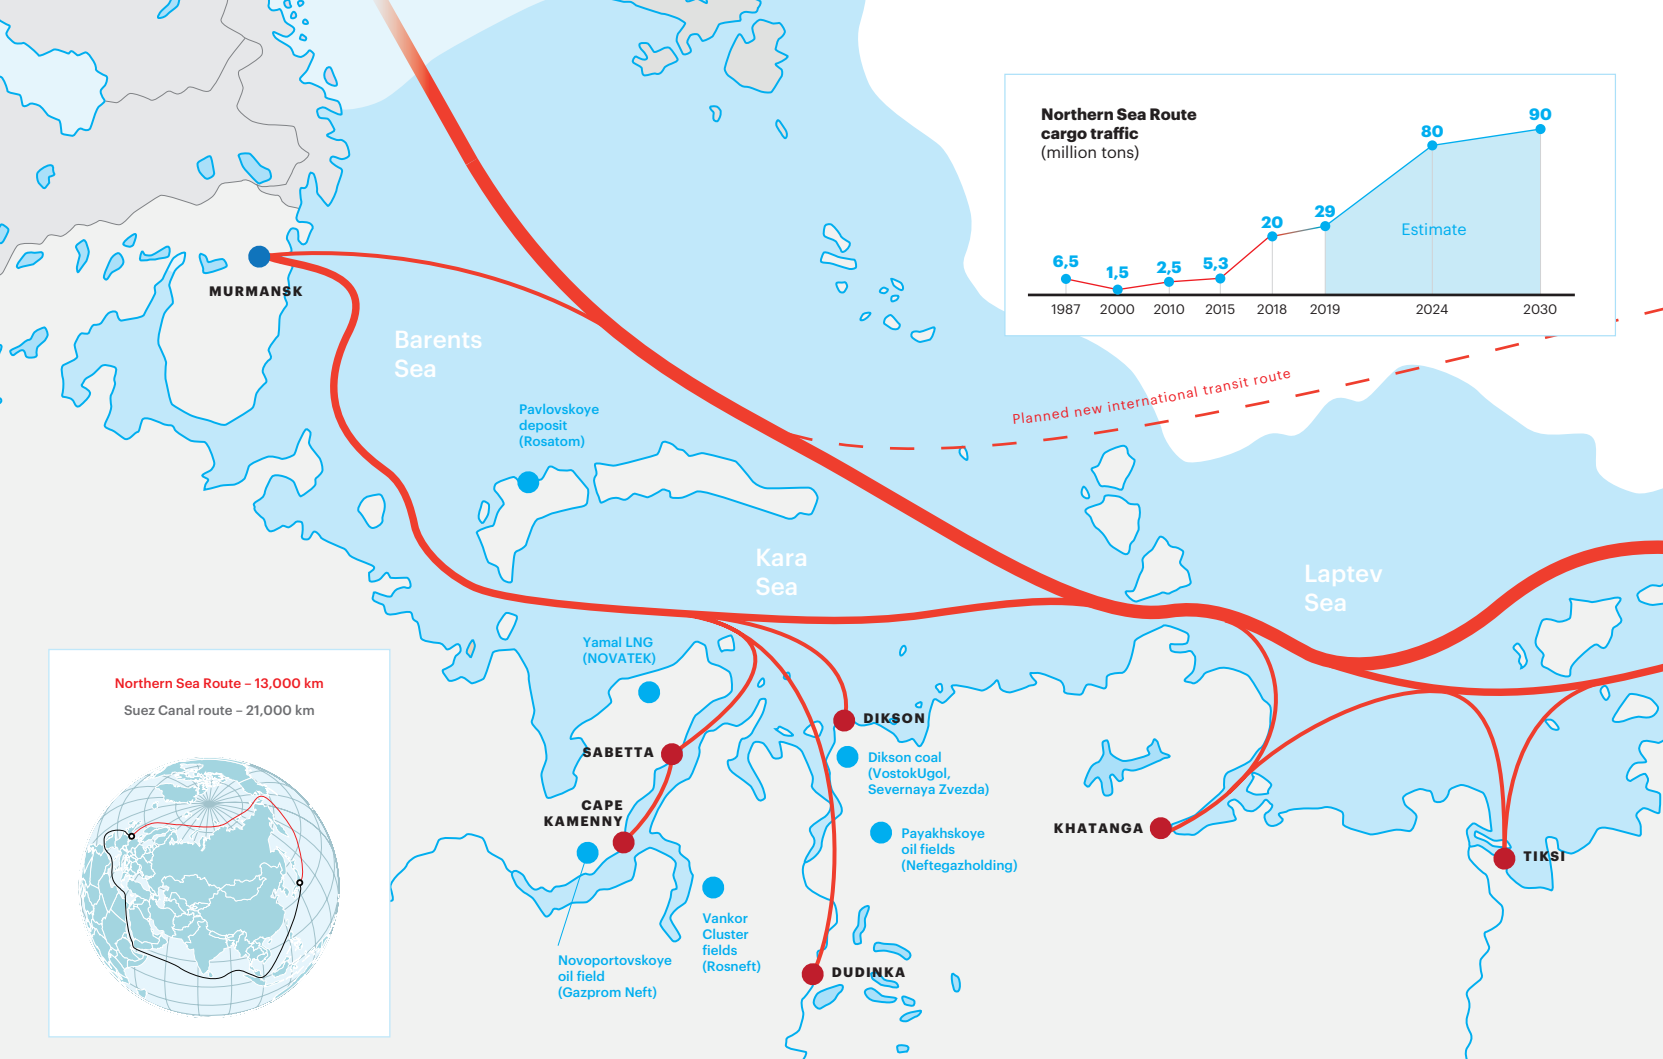 Northern Sea Route
cargo traffic
(million tons)
6,5
1,5
2,5
5,3
20
29
80
90
Estimate
1987
2000
2010
2015
2018
2019
2024
2030
Planned new international transit route
MURMANSK
Barents
Sea
Pavlovskoye
deposit
(Rosatom)
Kara
Sea
Laptev
Sea
Yamal LNG
(NOVATEK)
Northern Sea Route – 13,000 km
Suez Canal route – 21,000 km
DIKSON
SABETTA
Dikson coal
(VostokUgol,
Severnaya Zvezda)
CAPE
KAMENNY
Payakhskoye
oil fields
(Neftegazholding)
KHATANGA
TIKSI
Vankor
Cluster
fields
(Rosneft)
Novoportovskoye
oil field
(Gazprom Neft)
DUDINKA